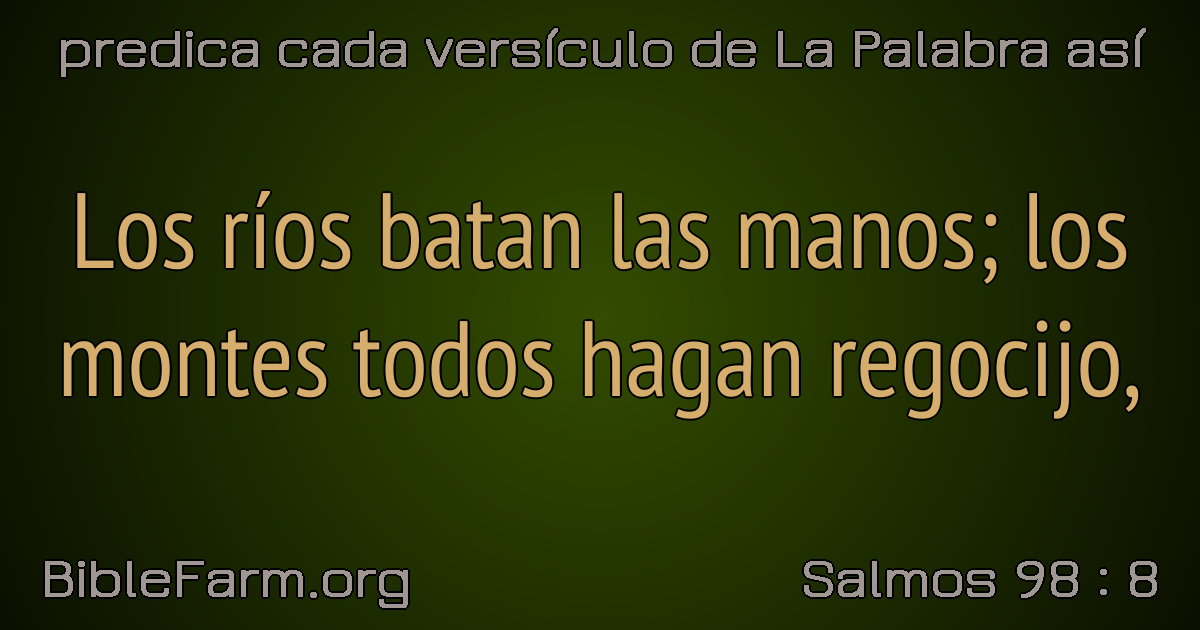 predica cada versículo de La Palabra así
Los ríos batan las manos; los
montes todos hagan regocijo,
BibleFarm.org
Salmos 98 : 8